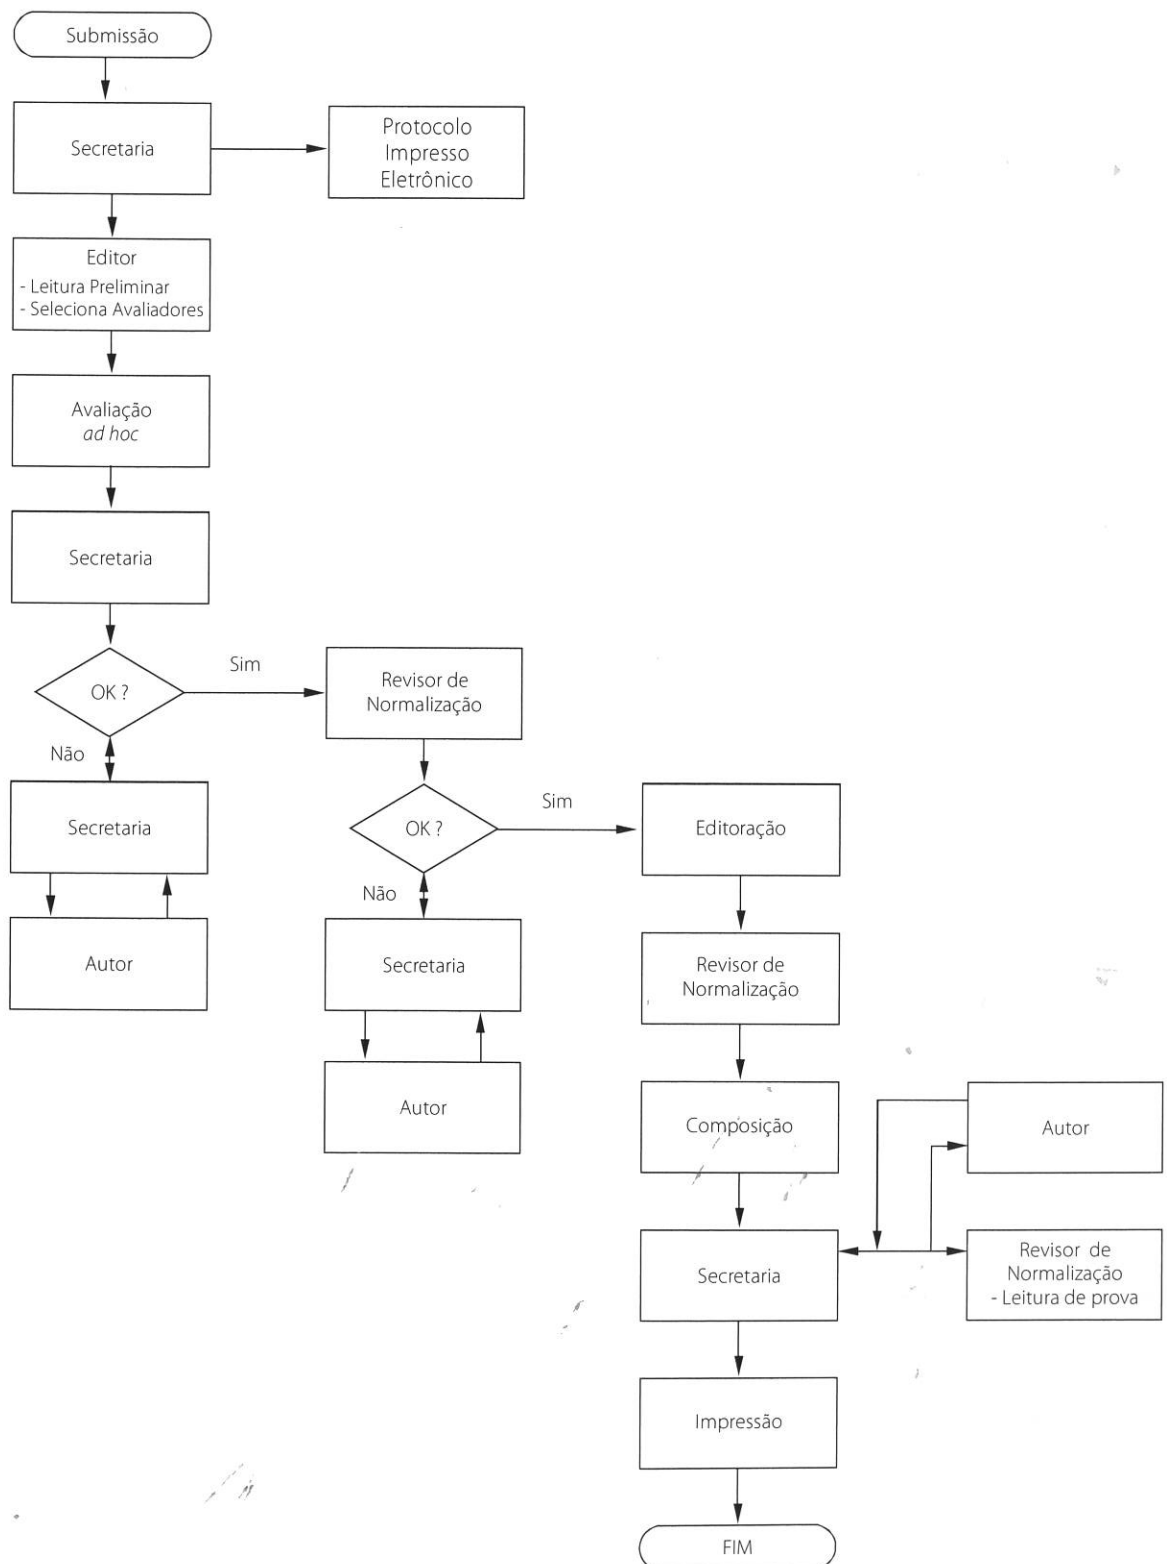 Submissão
Secretaria
Protocolo
Impresso
Eletrônico
Editor
- Leitura Preliminar
- Seleciona Avaliadores
Avaliação
ad hoc
Secretaria
OK ?
Sim
Revisor de
Normalização
Não
Secretaria
Autor
OK ?
Sim
Editoração
Não
Secretaria
Autor
Revisor de
Normalização
Composição
Autor
Secretaria
Revisor de
Normalização
- Leitura de prova
Impressão
FIM